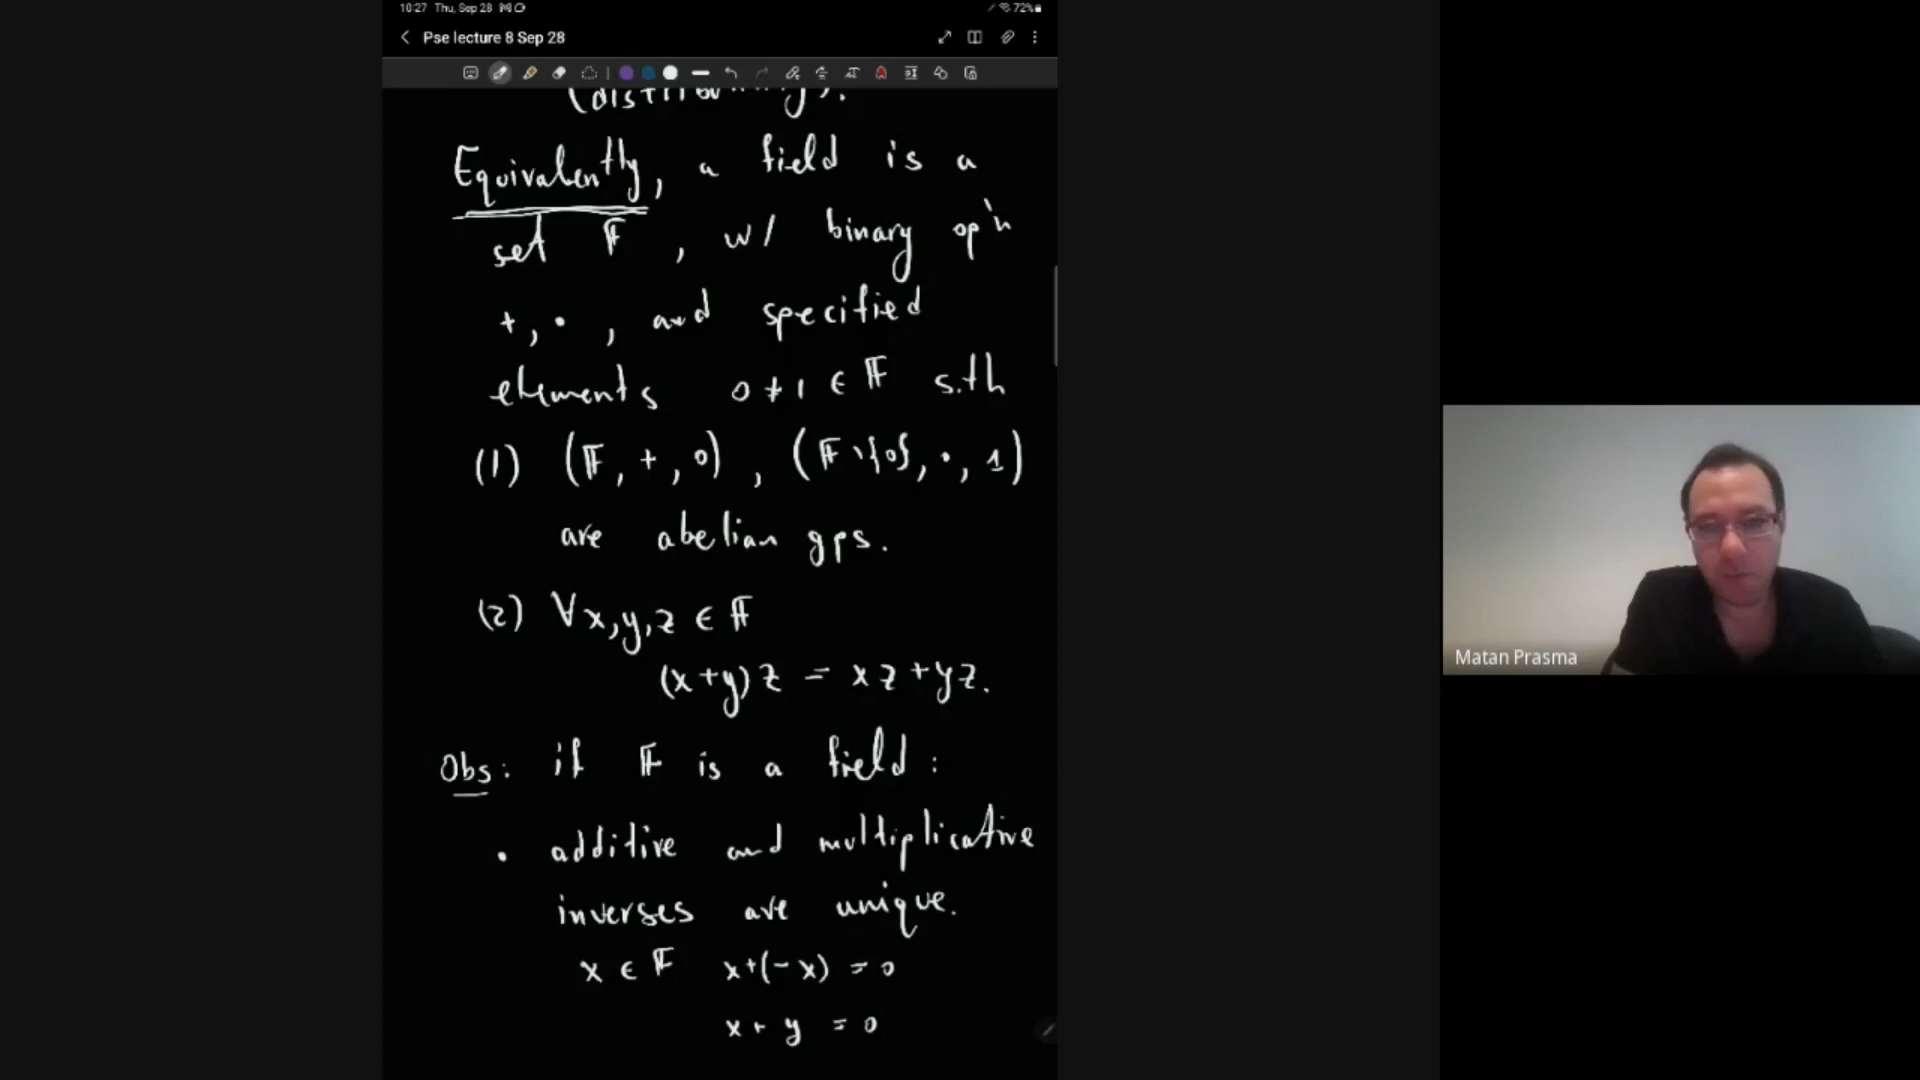 10:27 Thu, Sep 28
72%
Pse lecture 8 Sep 28
Equivalently, a field is a
set 𝔽, w/ binary op'n
+, •, and specified
elements 0 ≠ 1 ∈ 𝔽 s.th
(1) (𝔽, +, 0), (𝔽 \ {0}, •, 1)
are abelian gps.
(2) ∀x,y,z ∈ 𝔽
(x+y)z = xz+yz.
Obs: if 𝔽 is a field:
• additive and multiplicative
inverses are unique.
x ∈ 𝔽 x+(-x) = 0
x + y = 0
Matan Prasma